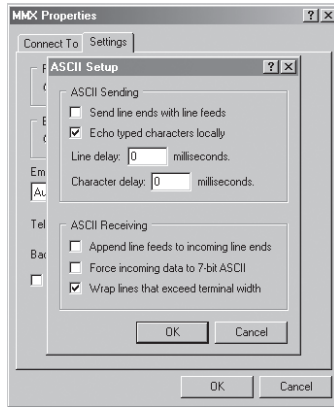 MMX Properties
Connect To Settings
ASCII Setup
ASCII Sending
Send line ends with line feeds
Echo typed characters locally
Line delay: 0 milliseconds.
Character delay: 0 milliseconds.
Em
Au
Tel
Bac
ASCII Receiving
Append line feeds to incoming line ends
Force incoming data to 7-bit ASCII
Wrap lines that exceed terminal width
OK Cancel
OK Cancel